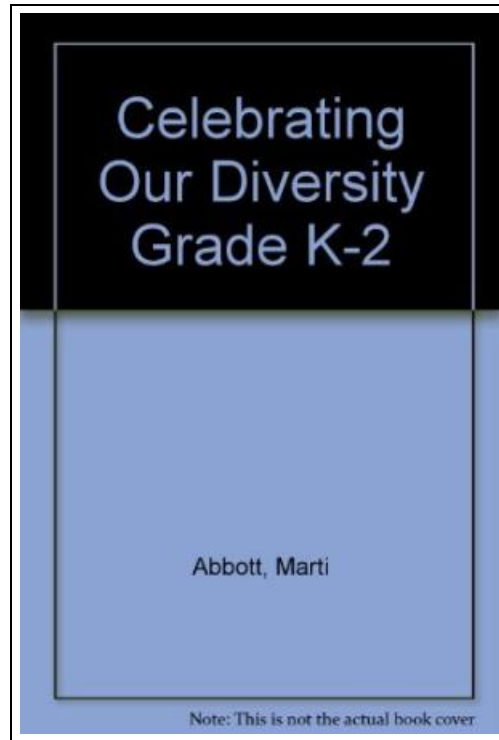 Celebrating
Our Diversity
Grade K-2
Abbott, Marti
Note: This is not the actual book cover